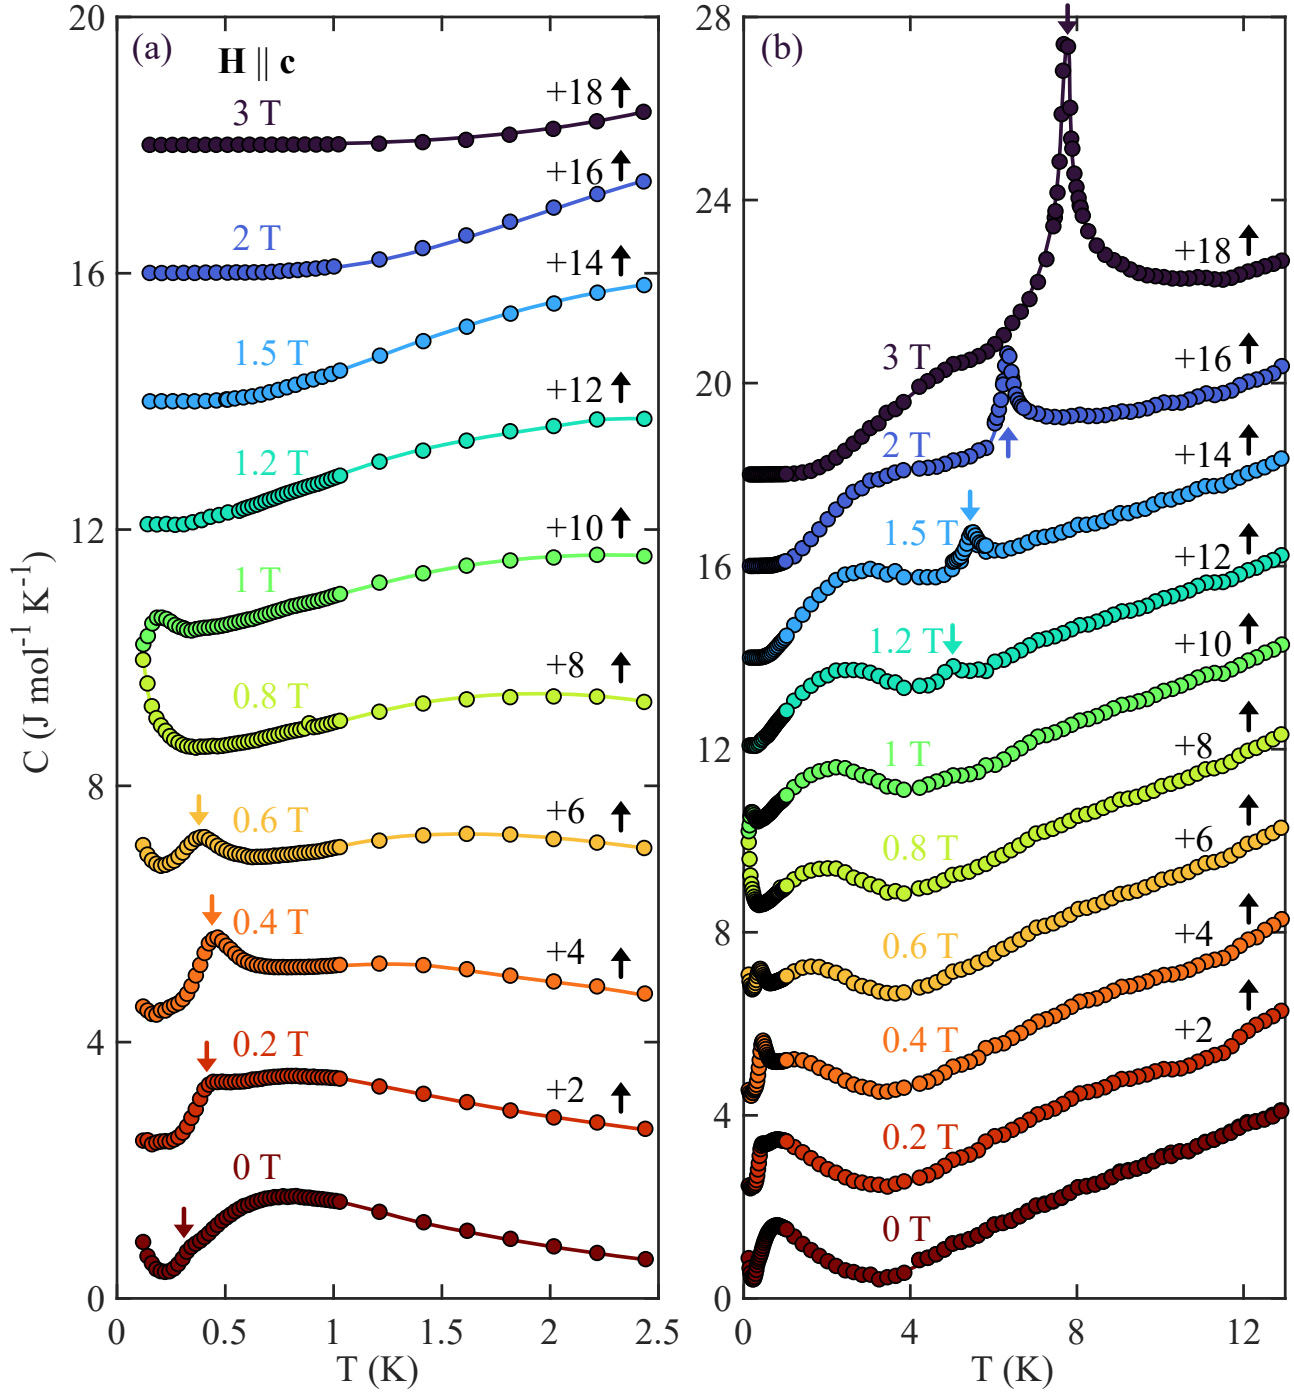 (a)
H || c
20
16
12
8
4
0
C (J mol⁻¹ K⁻¹)
3 T
+18
2 T
+16
1.5 T
+14
1.2 T
+12
1 T
+10
0.8 T
+8
0.6 T
+6
0.4 T
+4
0.2 T
+2
0 T
0 0.5 1 1.5 2 2.5
T (K)
(b)
28
24
20
16
12
8
4
0
3 T
+18
2 T
+16
1.5 T
+14
1.2 T
+12
1 T
+10
0.8 T
+8
0.6 T
+6
0.4 T
+4
0.2 T
+2
0 T
0 4 8 12
T (K)